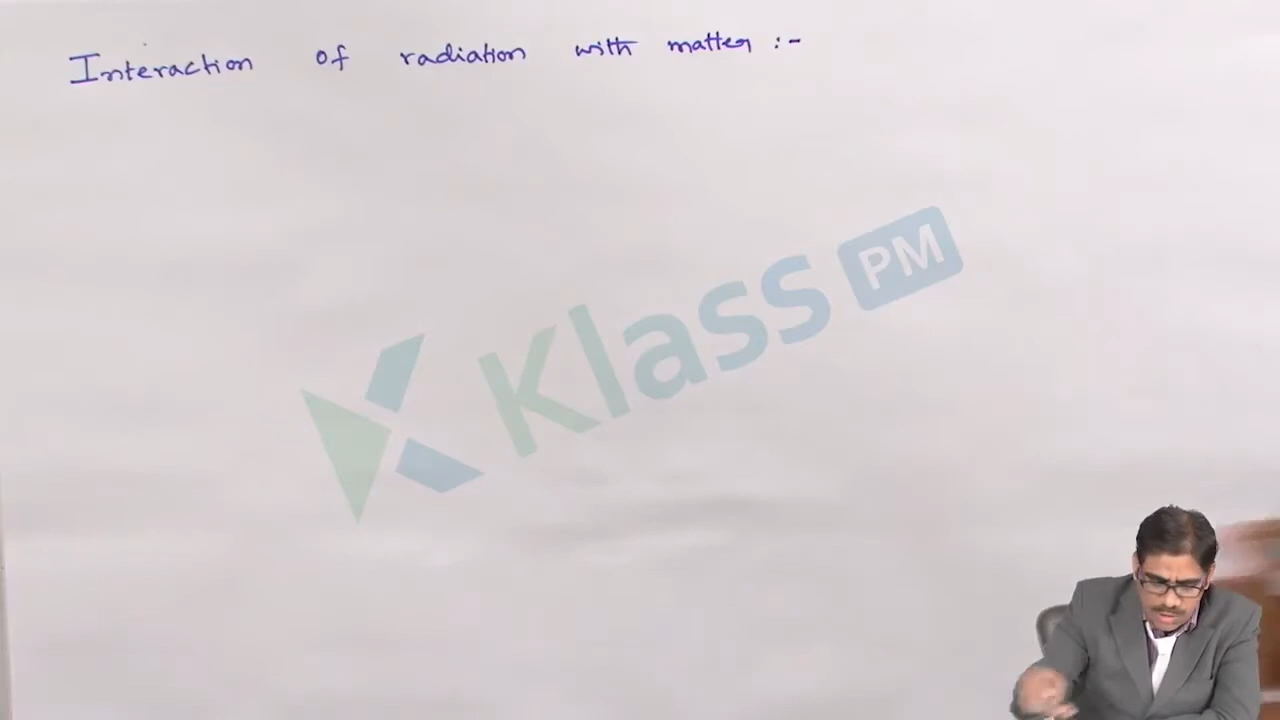 Interaction of radiation with matter :-
Klass PM